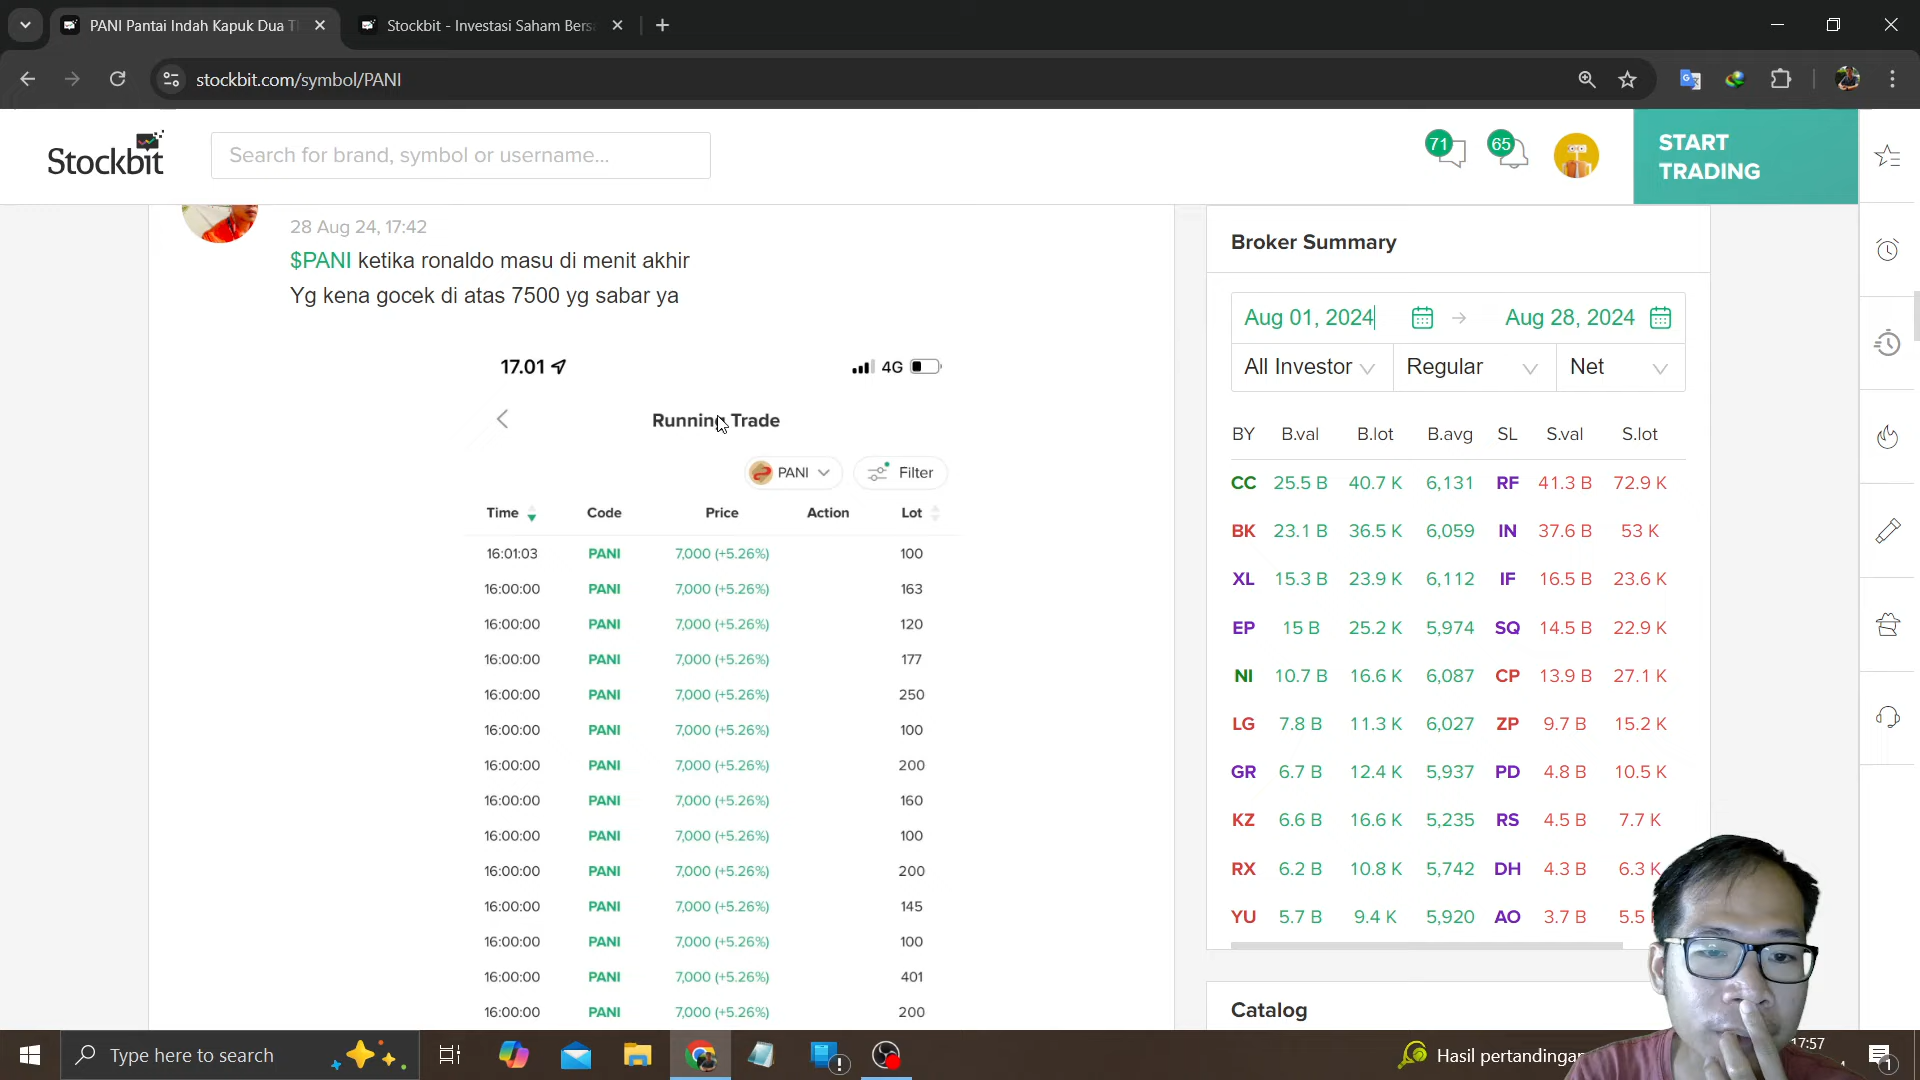 PANI Pantai Indah Kapuk Dua T
Stockbit - Investasi Saham Bers
stockbit.com/symbol/PANI
Stockbit
Search for brand, symbol or username...
71
65
START
TRADING
28 Aug 24, 17:42
$PANI ketika ronaldo masu di menit akhir
Yg kena gocek di atas 7500 yg sabar ya
17.01
4G
Running Trade
PANI
Filter
Time Code Price Action Lot
16:01:03 PANI 7,000 (+5.26%) 100
16:00:00 PANI 7,000 (+5.26%) 163
16:00:00 PANI 7,000 (+5.26%) 120
16:00:00 PANI 7,000 (+5.26%) 177
16:00:00 PANI 7,000 (+5.26%) 250
16:00:00 PANI 7,000 (+5.26%) 100
16:00:00 PANI 7,000 (+5.26%) 200
16:00:00 PANI 7,000 (+5.26%) 160
16:00:00 PANI 7,000 (+5.26%) 100
16:00:00 PANI 7,000 (+5.26%) 200
16:00:00 PANI 7,000 (+5.26%) 145
16:00:00 PANI 7,000 (+5.26%) 100
16:00:00 PANI 7,000 (+5.26%) 401
16:00:00 PANI 7,000 (+5.26%) 200
Broker Summary
Aug 01, 2024 → Aug 28, 2024
All Investor Regular Net
BY B.val B.lot B.avg SL S.val S.lot
CC 25.5 B 40.7 K 6,131 RF 41.3 B 72.9 K
BK 23.1 B 36.5 K 6,059 IN 37.6 B 53 K
XL 15.3 B 23.9 K 6,112 IF 16.5 B 23.6 K
EP 15 B 25.2 K 5,974 SQ 14.5 B 22.9 K
NI 10.7 B 16.6 K 6,087 CP 13.9 B 27.1 K
LG 7.8 B 11.3 K 6,027 ZP 9.7 B 15.2 K
GR 6.7 B 12.4 K 5,937 PD 4.8 B 10.5 K
KZ 6.6 B 16.6 K 5,235 RS 4.5 B 7.7 K
RX 6.2 B 10.8 K 5,742 DH 4.3 B 6.3 K
YU 5.7 B 9.4 K 5,920 AO 3.7 B 5.5
Catalog
Type here to search
Hasil pertandingan
17:57
1